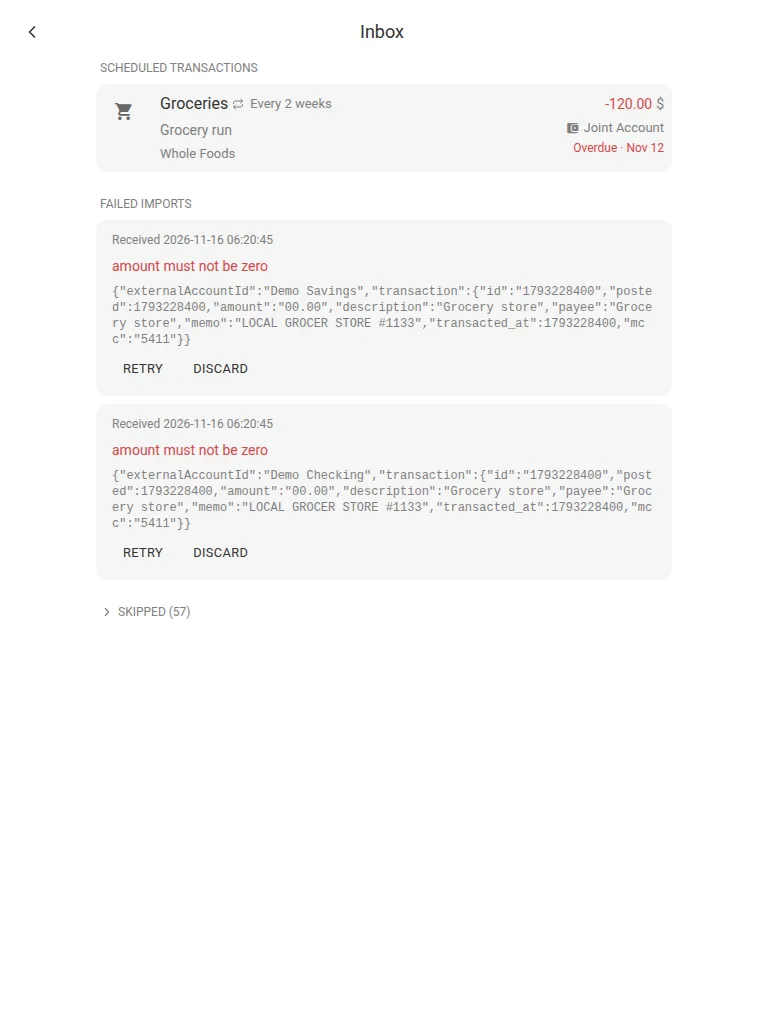 Inbox
SCHEDULED TRANSACTIONS
Groceries Every 2 weeks
-120.00 $
Grocery run
Joint Account
Whole Foods
Overdue · Nov 12
FAILED IMPORTS
Received 2026-11-16 06:20:45
amount must not be zero
{"externalAccountId":"Demo Savings","transaction":{"id":"1793228400","poste
d":1793228400,"amount":"00.00","description":"Grocery store","payee":"Groce
ry store","memo":"LOCAL GROCER STORE #1133","transacted_at":1793228400,"mc
c":"5411"}}
RETRY DISCARD
Received 2026-11-16 06:20:45
amount must not be zero
{"externalAccountId":"Demo Checking","transaction":{"id":"1793228400","post
ed":1793228400,"amount":"00.00","description":"Grocery store","payee":"Groc
ery store","memo":"LOCAL GROCER STORE #1133","transacted_at":1793228400,"mc
c":"5411"}}
RETRY DISCARD
SKIPPED (57)